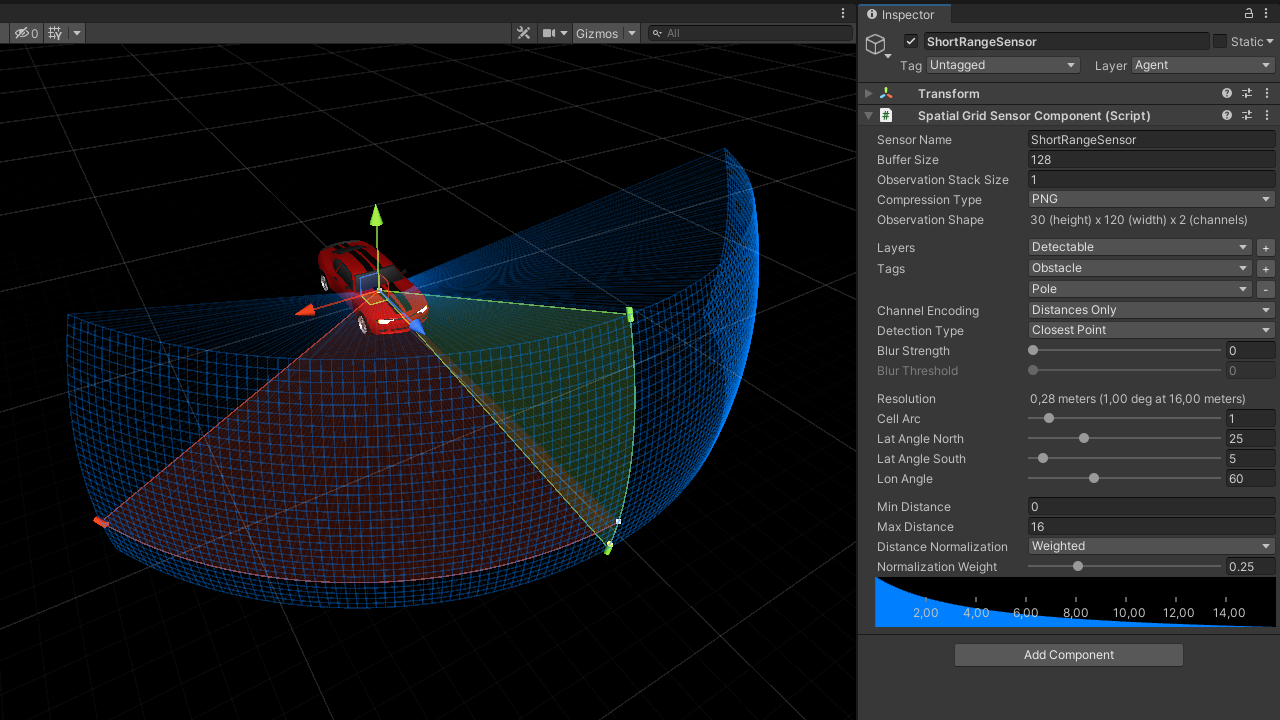 Inspector
0
Gizmos
All
ShortRangeSensor
Static
Tag
Untagged
Layer
Agent
Transform
#
Spatial Grid Sensor Component (Script)
Sensor Name
ShortRangeSensor
Buffer Size
128
Observation Stack Size
1
Compression Type
PNG
Observation Shape
30 (height) x 120 (width) x 2 (channels)
Layers
Detectable
+
Tags
Obstacle
+
Pole
-
Channel Encoding
Distances Only
Detection Type
Closest Point
Blur Strength
0
Blur Threshold
0
Resolution
0,28 meters (1,00 deg at 16,00 meters)
Cell Arc
1
Lat Angle North
25
Lat Angle South
5
Lon Angle
60
Min Distance
0
Max Distance
16
Distance Normalization
Weighted
Normalization Weight
0.25
2,00 4,00 6,00 8,00 10,00 12,00 14,00
Add Component